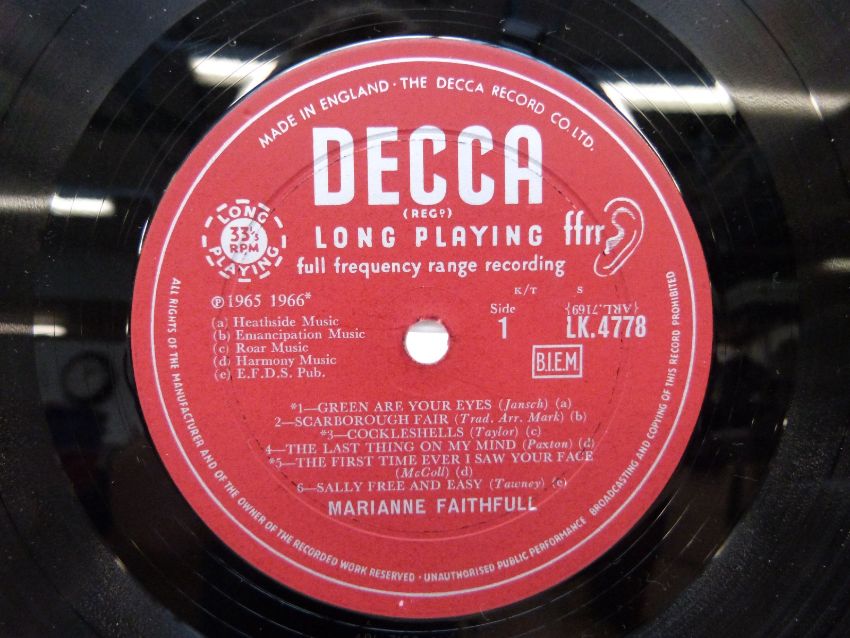 MADE IN ENGLAND · THE DECCA RECORD CO. LTD.
DECCA
(REGD)
LONG PLAYING
33⅓ RPM
LONG PLAYING
ffrr
full frequency range recording
K/T S
℗ 1965 1966*
Side
1
{ARL.7169}
LK.4778
(a) Heathside Music
(b) Emancipation Music
(c) Roar Music
(d) Harmony Music
(e) E.F.D.S. Pub.
B.I.E.M
*1—GREEN ARE YOUR EYES (Jansch) (a)
2—SCARBOROUGH FAIR (Trad. Arr. Mark) (b)
*3—COCKLESHELLS (Taylor) (c)
4—THE LAST THING ON MY MIND (Paxton) (d)
*5—THE FIRST TIME EVER I SAW YOUR FACE
(McColl) (d)
6—SALLY FREE AND EASY (Tawney) (e)
MARIANNE FAITHFULL
ALL RIGHTS OF THE MANUFACTURER AND OF THE OWNER OF THE RECORDED WORK RESERVED · UNAUTHORISED PUBLIC PERFORMANCE BROADCASTING AND COPYING OF THIS RECORD PROHIBITED